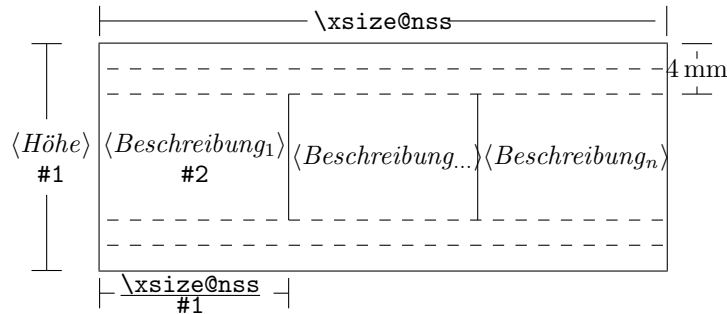 \xsize@nss
4 mm
⟨Höhe⟩ ⟨Beschreibung₁⟩ ⟨Beschreibung...⟩ ⟨Beschreibungₙ⟩
#1 #2
\xsize@nss
#1